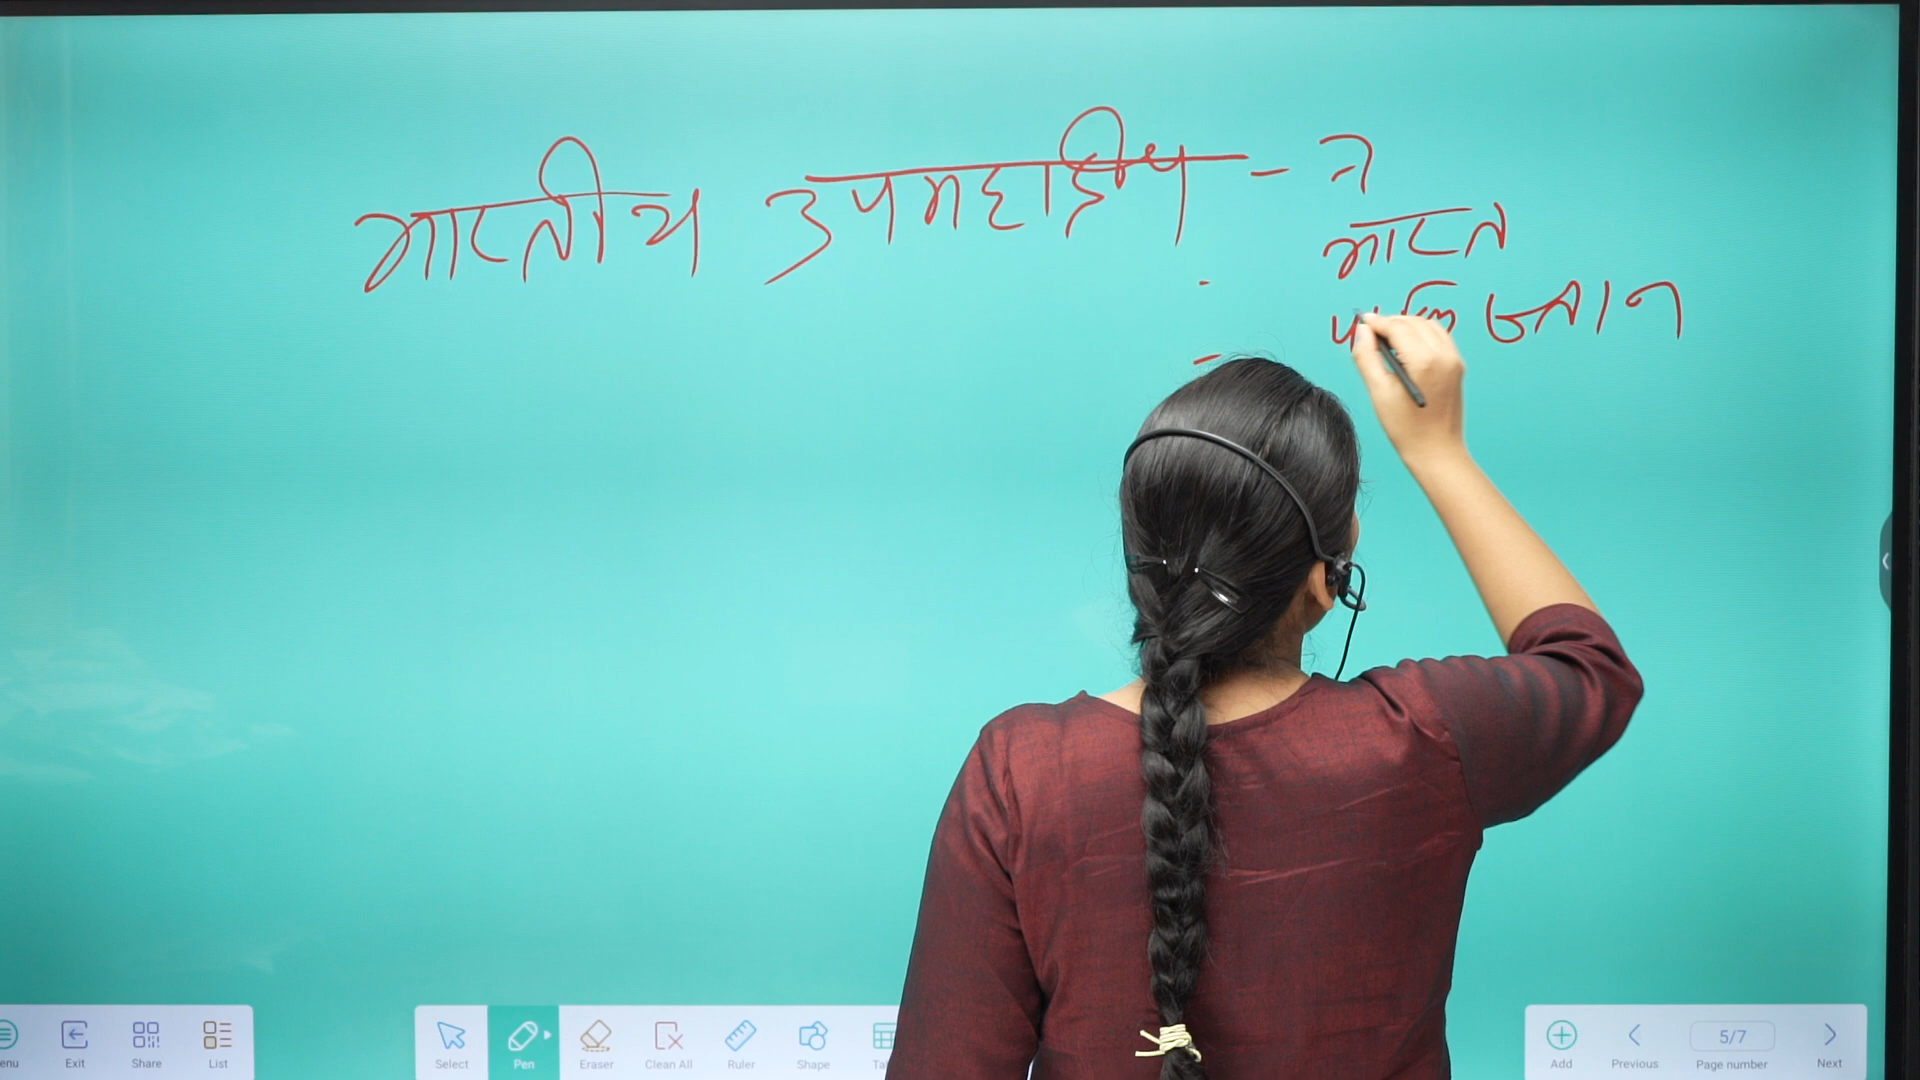 भारतीय उपमहाद्वीप -
भारत
पाकिस्तान
Exit Share List Select Pen Eraser Clean All Ruler Shape Add Previous 5/7 Page number Next